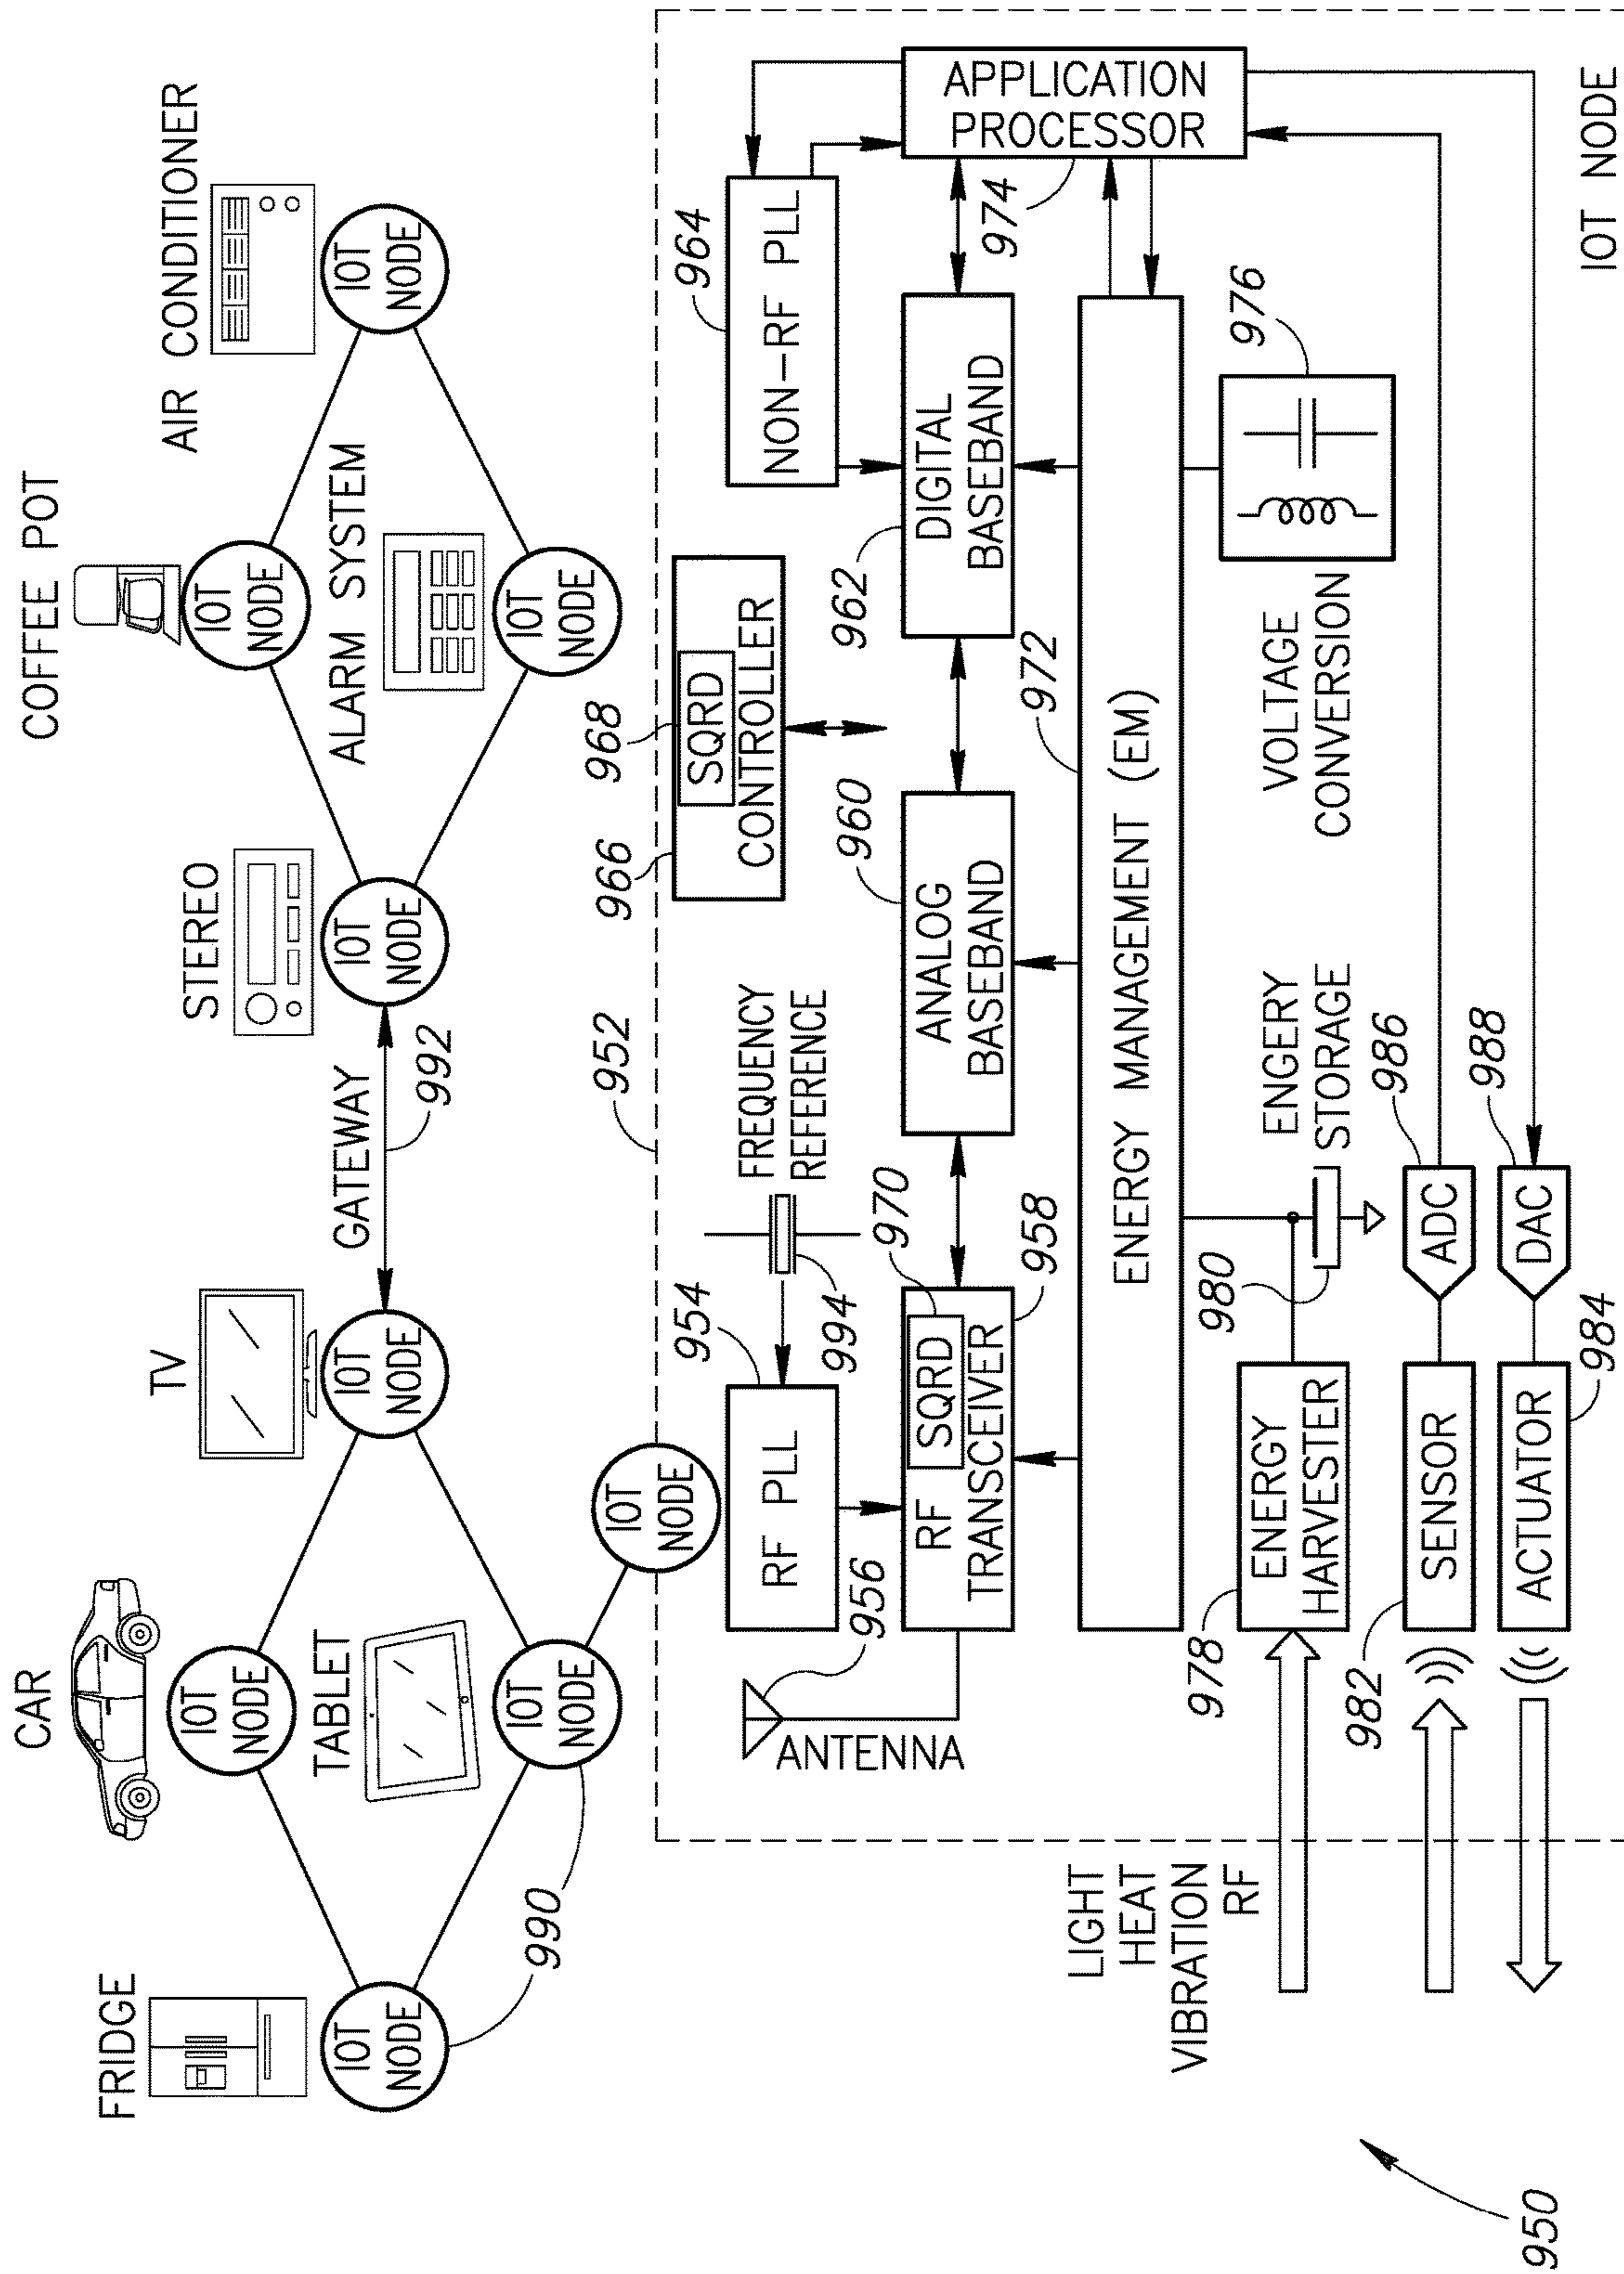 COFFEE POT
CAR
TV
STEREO
AIR CONDITIONER
FRIDGE
IOT
NODE
IOT
NODE
TABLET
IOT
NODE
GATEWAY
992
IOT
NODE
IOT
NODE
ALARM SYSTEM
IOT
NODE
IOT
NODE
990
IOT
NODE
IOT
NODE
IOT
NODE
952
966
968
SQRD
CONTROLLER
954
RF PLL
994
FREQUENCY
REFERENCE
964
NON-RF PLL
956
ANTENNA
970
RF
SQRD
TRANSCEIVER
958
960
ANALOG
BASEBAND
962
DIGITAL
BASEBAND
974
APPLICATION
PROCESSOR
972
ENERGY MANAGEMENT (EM)
LIGHT
HEAT
VIBRATION
RF
978
ENERGY
HARVESTER
980
ENGERY
STORAGE
VOLTAGE
CONVERSION
976
982
SENSOR
ADC
986
ACTUATOR
984
DAC
988
IOT NODE
950